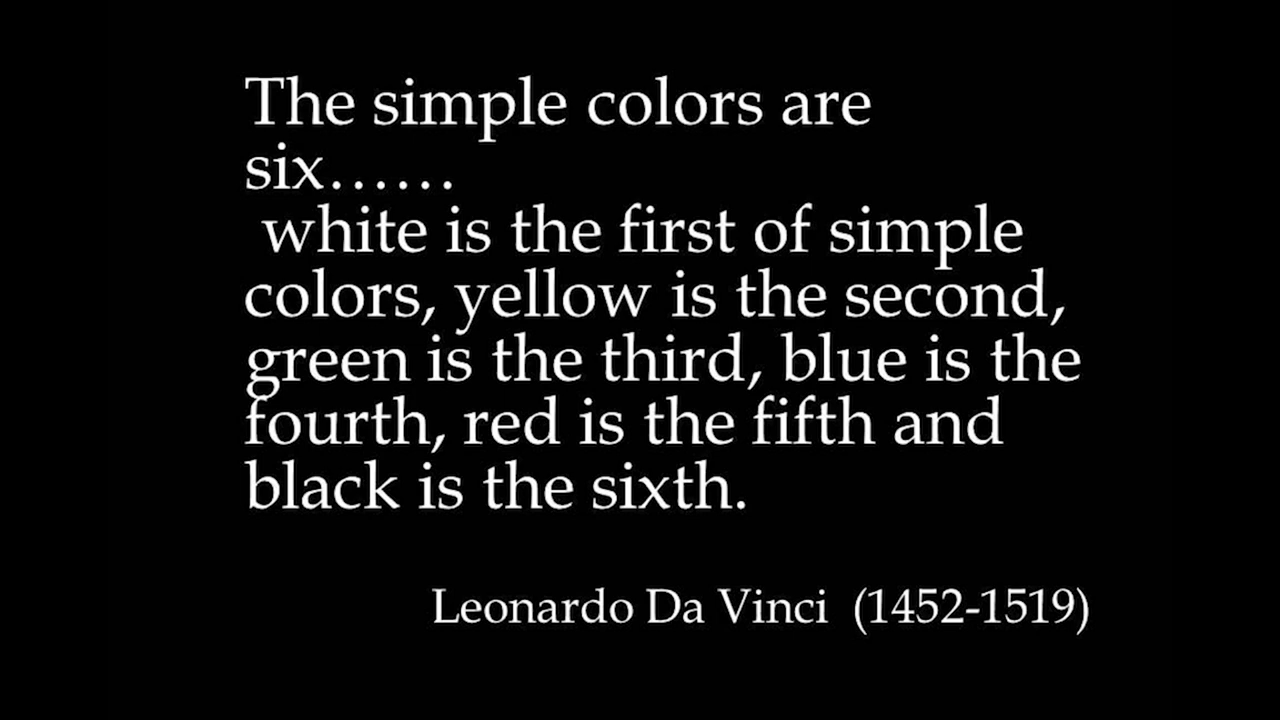 The simple colors are
six......
white is the first of simple
colors, yellow is the second,
green is the third, blue is the
fourth, red is the fifth and
black is the sixth.
Leonardo Da Vinci (1452-1519)